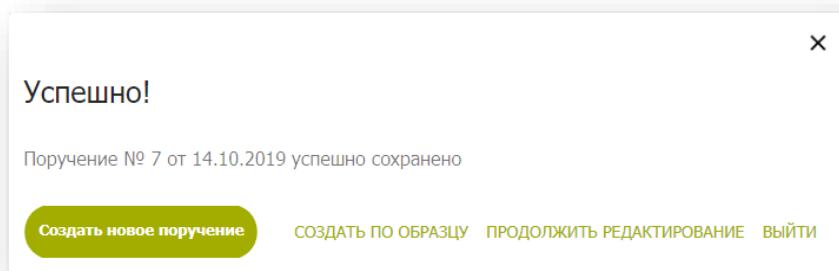 Успешно!
Поручение № 7 от 14.10.2019 успешно сохранено
Создать новое поручение СОЗДАТЬ ПО ОБРАЗЦУ ПРОДОЛЖИТЬ РЕДАКТИРОВАНИЕ ВЫЙТИ